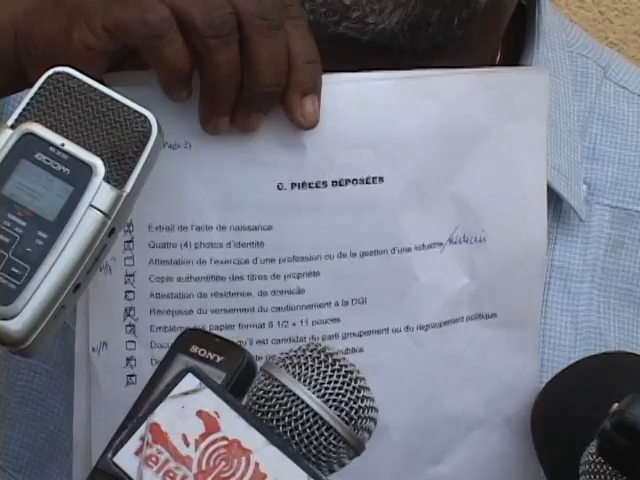 zoom
Page 2)
C. PIÈCES DÉPOSÉES
Extrait de l'acte de naissance
Quatre (4) photos d'identité
Attestation de l'exercice d'une profession ou de la gestion d'une industrie
Copie authentifiée des titres de propriété
Attestation de résidence, de domicile
Récépissé du versement du cautionnement à la DGI
Emblème sur papier format 8 1/2 x 11 pouces
N/A
qu'il est candidat du parti groupement ou du regroupement politique
SONY
Télé